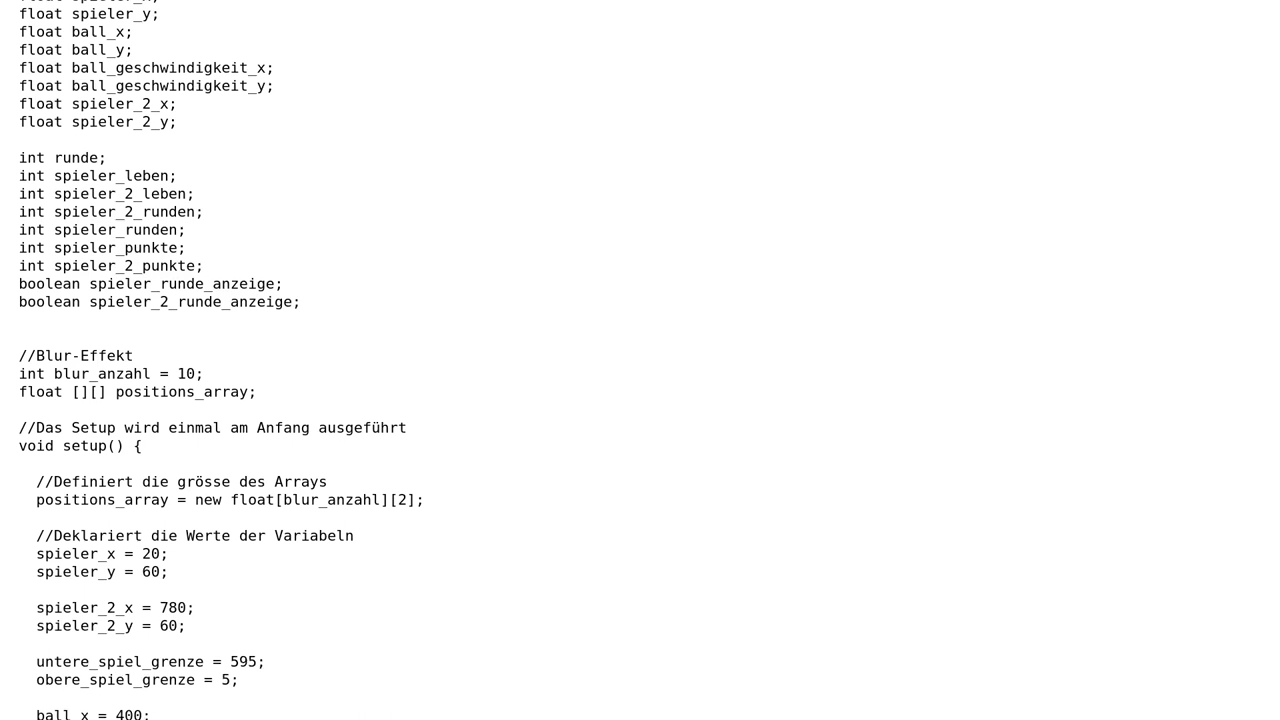 float spieler_y;
float ball_x;
float ball_y;
float ball_geschwindigkeit_x;
float ball_geschwindigkeit_y;
float spieler_2_x;
float spieler_2_y;

int runde;
int spieler_leben;
int spieler_2_leben;
int spieler_2_runden;
int spieler_runden;
int spieler_punkte;
int spieler_2_punkte;
boolean spieler_runde_anzeige;
boolean spieler_2_runde_anzeige;


//Blur-Effekt
int blur_anzahl = 10;
float [][] positions_array;

//Das Setup wird einmal am Anfang ausgeführt
void setup() {

  //Definiert die grösse des Arrays
  positions_array = new float[blur_anzahl][2];

  //Deklariert die Werte der Variabeln
  spieler_x = 20;
  spieler_y = 60;

  spieler_2_x = 780;
  spieler_2_y = 60;

  untere_spiel_grenze = 595;
  obere_spiel_grenze = 5;

  ball_x = 400;